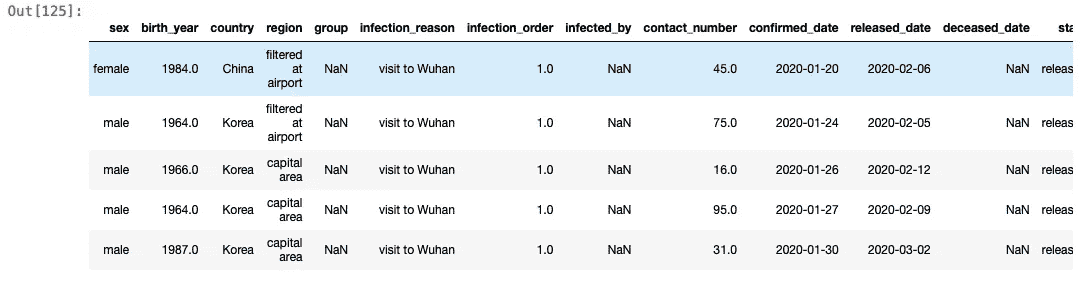 Out[125]:
sex birth_year country region group infection_reason infection_order infected_by contact_number confirmed_date released_date deceased_date sta
female 1984.0 China filtered at airport NaN visit to Wuhan 1.0 NaN 45.0 2020-01-20 2020-02-06 NaN releas
male 1964.0 Korea filtered at airport NaN visit to Wuhan 1.0 NaN 75.0 2020-01-24 2020-02-05 NaN releas
male 1966.0 Korea capital area NaN visit to Wuhan 1.0 NaN 16.0 2020-01-26 2020-02-12 NaN releas
male 1964.0 Korea capital area NaN visit to Wuhan 1.0 NaN 95.0 2020-01-27 2020-02-09 NaN releas
male 1987.0 Korea capital area NaN visit to Wuhan 1.0 NaN 31.0 2020-01-30 2020-03-02 NaN releas